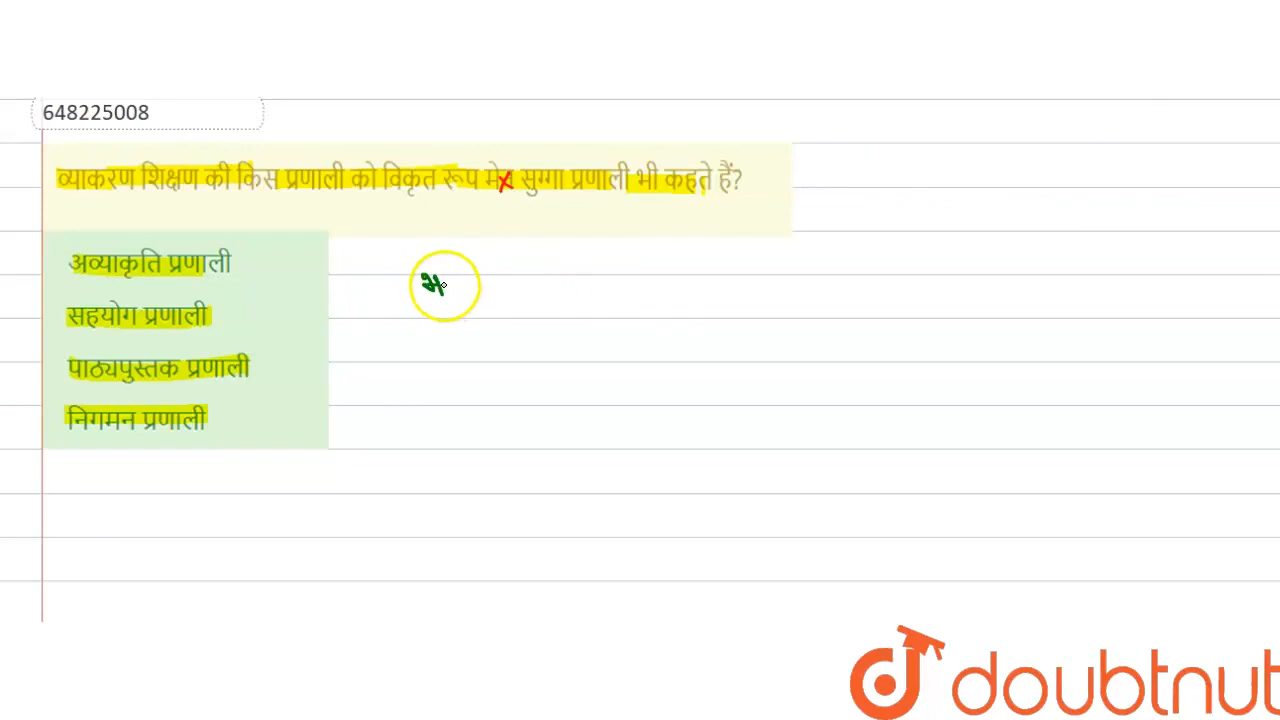 648225008
व्याकरण शिक्षण की किस प्रणाली को विकृत रूप मे सुग्गा प्रणाली भी कहते हैं?
अव्याकृति प्रणाली
सहयोग प्रणाली
पाठ्यपुस्तक प्रणाली
निगमन प्रणाली
doubtnut